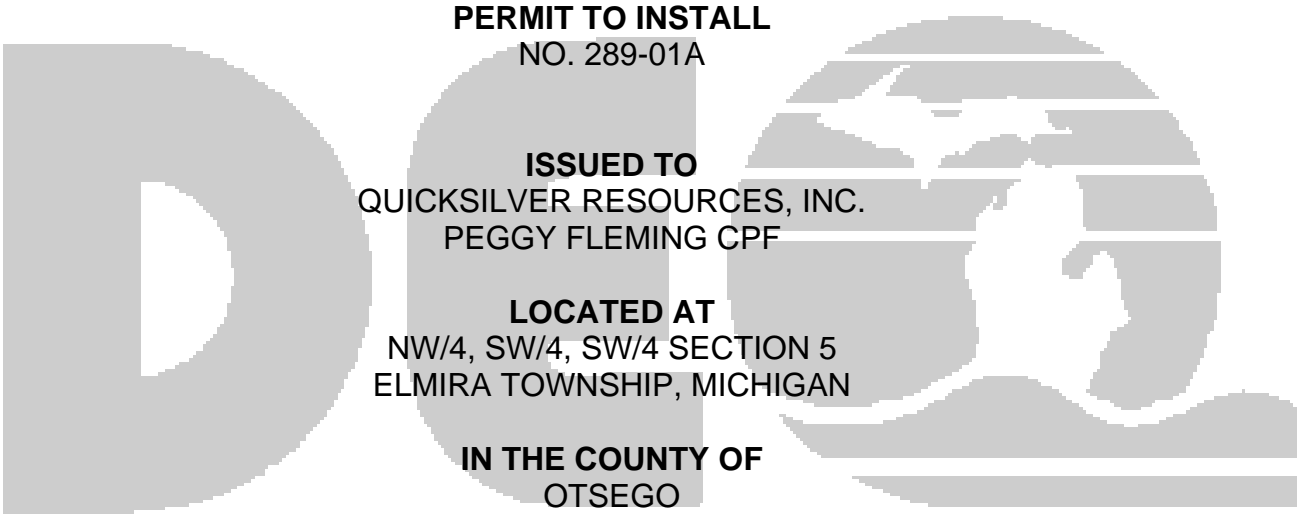 PERMIT TO INSTALL
NO. 289-01A
ISSUED TO
QUICKSILVER RESOURCES, INC.
PEGGY FLEMING CPF
LOCATED AT
NW/4, SW/4, SW/4 SECTION 5
ELMIRA TOWNSHIP, MICHIGAN
IN THE COUNTY OF
OTSEGO
DEQ